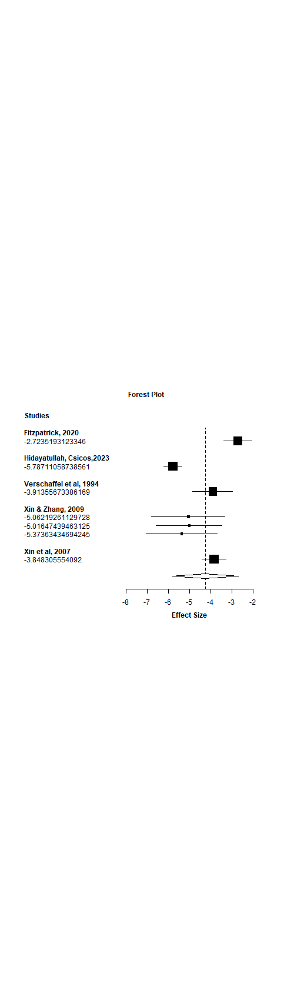 Forest Plot
Studies
Fitzpatrick, 2020
-2.7235193123346
Hidayatullah, Csicos,2023
-5.78711058738561
Verschaffel et al, 1994
-3.91355673386169
Xin & Zhang, 2009
-5.06219261129728
-5.01647439463125
-5.37363434694245
Xin et al, 2007
-3.848305554092
-8 -7 -6 -5 -4 -3 -2
Effect Size